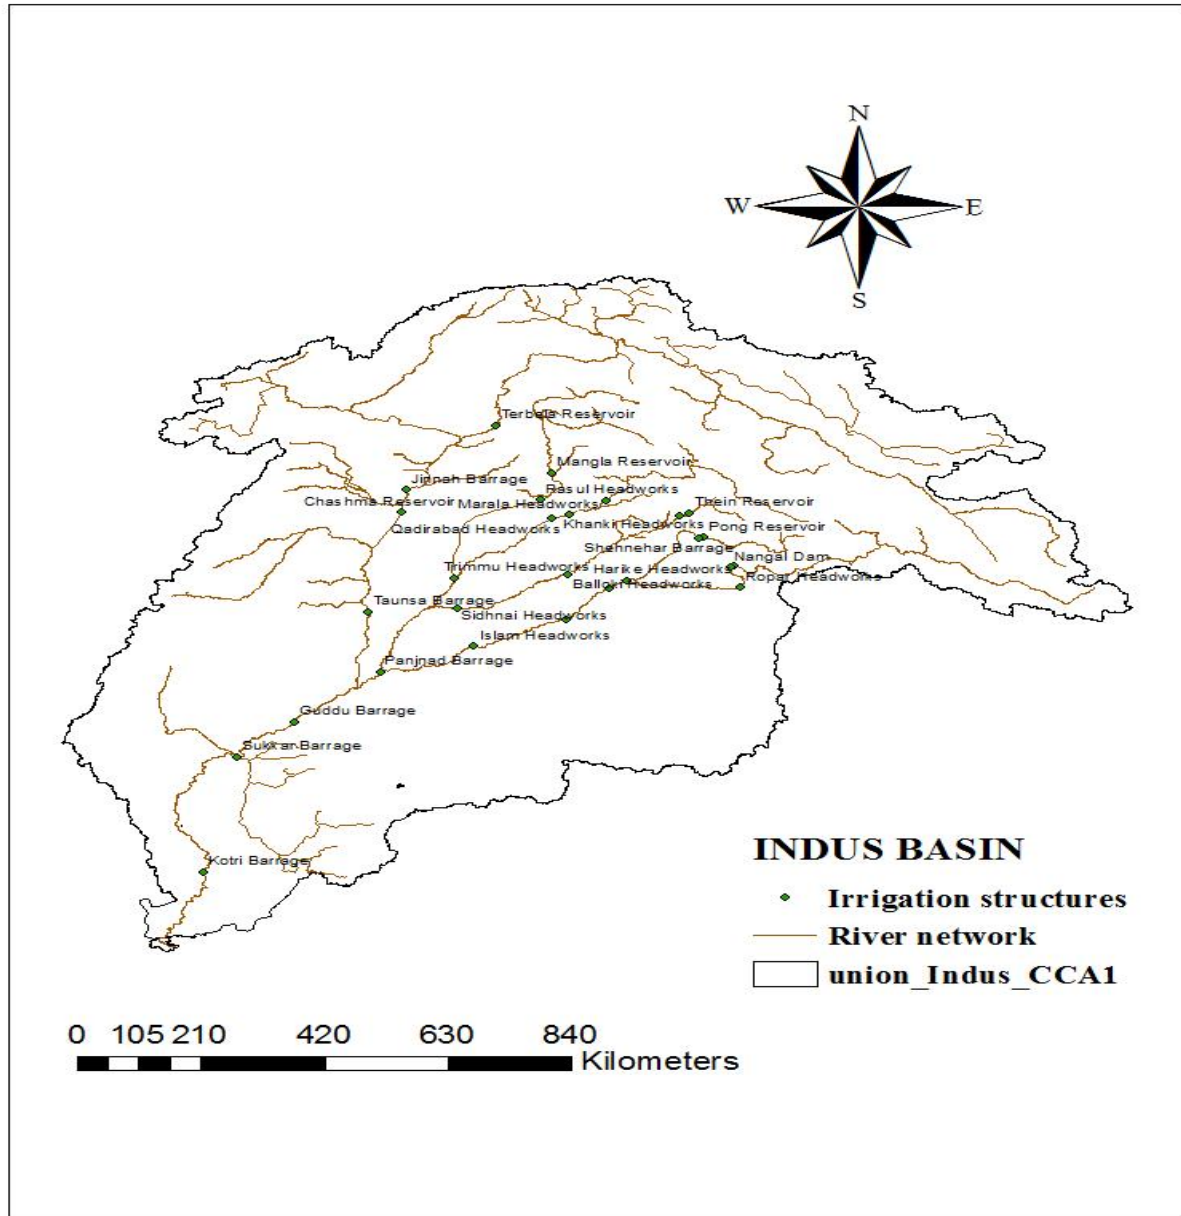 N
W E
S
Terbela Reservoir
Mangla Reservoir
Jinnah Barrage
Rasul Headworks
Chashma Reservoir
Marala Headworks
Thein Reservoir
Qadirabad Headworks
Khanki Headworks
Pong Reservoir
Shehnehar Barrage
Nangal Dam
Trimmu Headworks
Harike Headworks
Balloki Headworks
Ropar Headworks
Taunsa Barrage
Sidhnai Headworks
Islam Headworks
Panjnad Barrage
Guddu Barrage
Sukkar Barrage
Kotri Barrage
INDUS BASIN
Irrigation structures
River network
union_Indus_CCA1
0 105 210 420 630 840
Kilometers